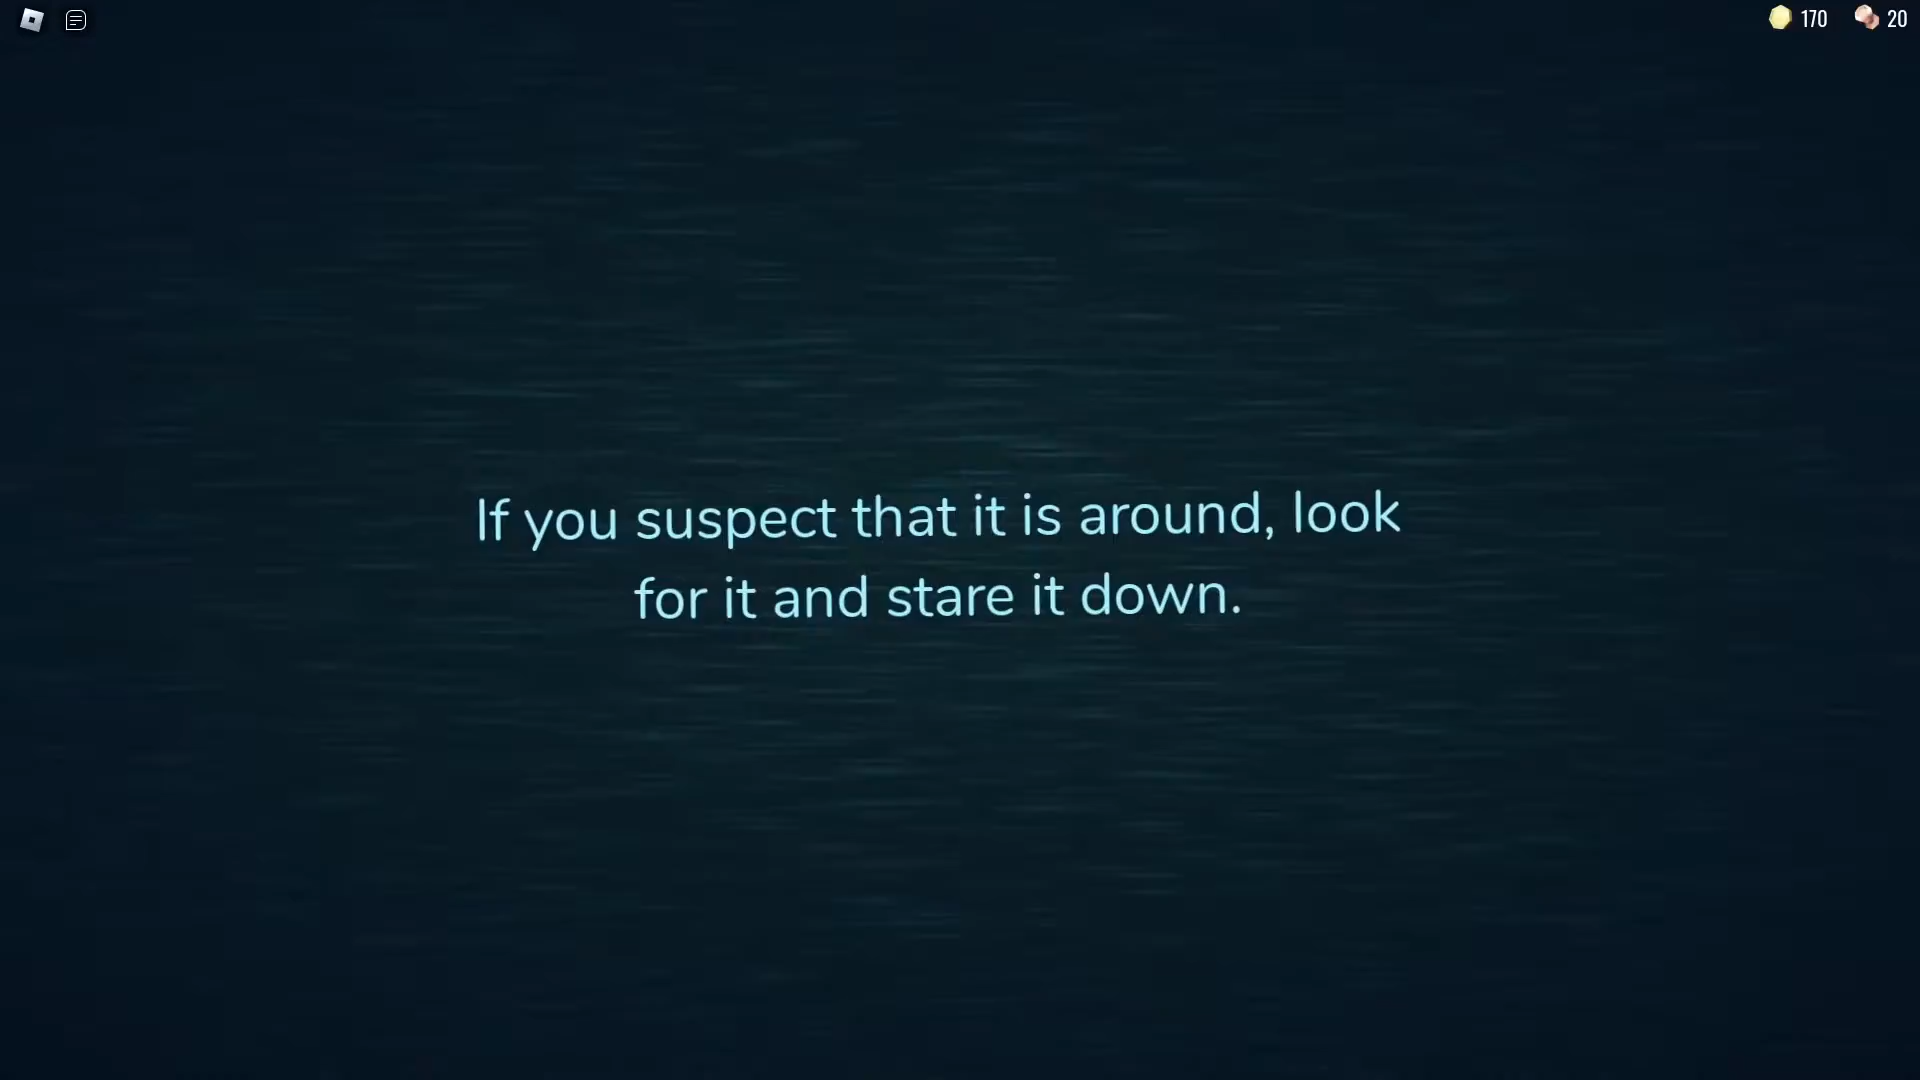 170 20
If you suspect that it is around, look
for it and stare it down.